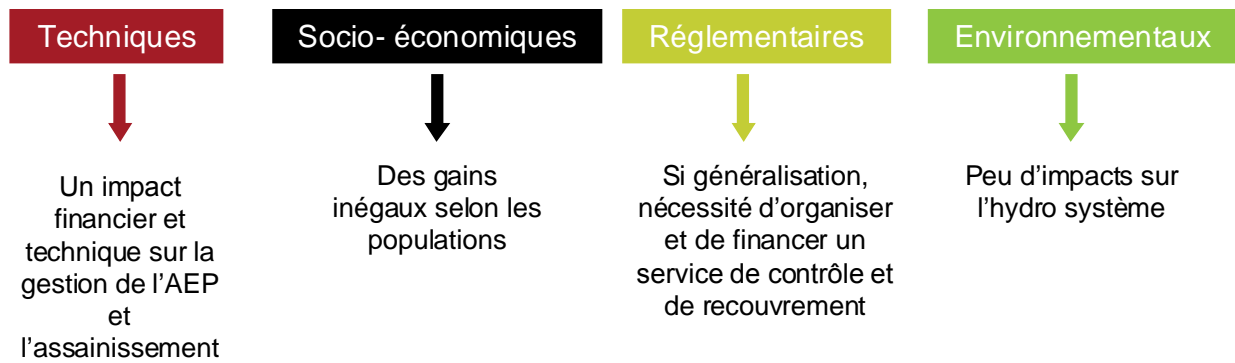 Techniques
Un impact
financier et
technique sur la
gestion de l'AEP
et
l'assainissement
Socio- économiques
Des gains
inégaux selon les
populations
Réglementaires
Si généralisation,
nécessité d'organiser
et de financer un
service de contrôle et
de recouvrement
Environnementaux
Peu d'impacts sur
l'hydro système